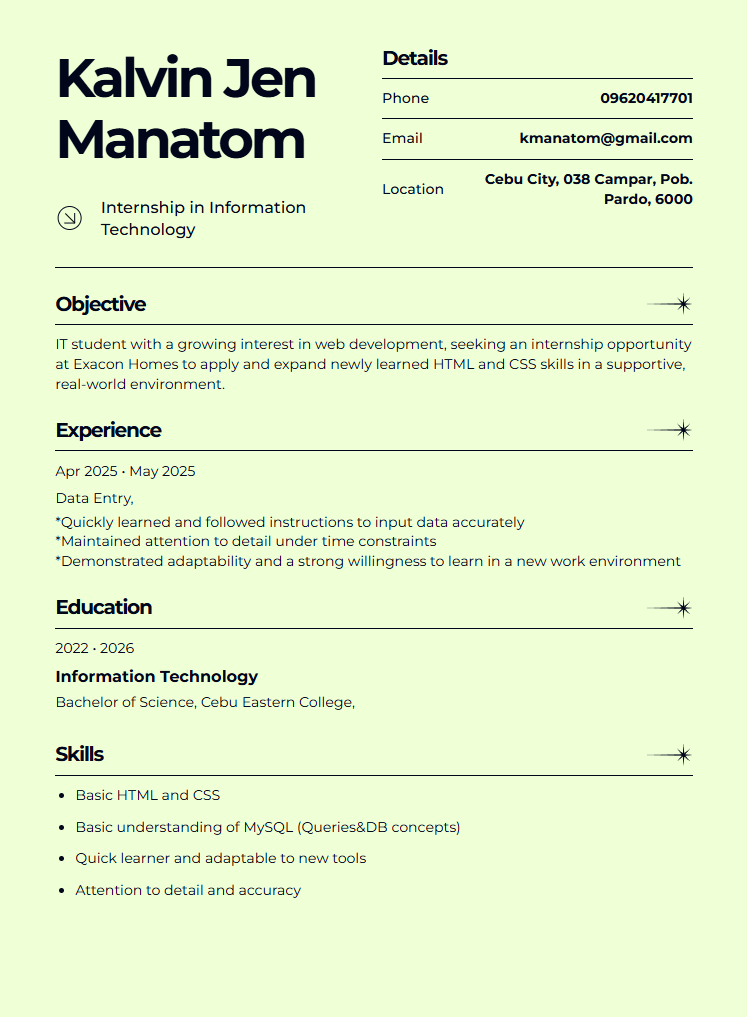 Kalvin Jen
Manatom
Internship in Information
Technology
Details
Phone 09620417701
Email kmanatom@gmail.com
Location Cebu City, 038 Campar, Pob.
Pardo, 6000
Objective
IT student with a growing interest in web development, seeking an internship opportunity
at Exacon Homes to apply and expand newly learned HTML and CSS skills in a supportive,
real-world environment.
Experience
Apr 2025 • May 2025
Data Entry,
*Quickly learned and followed instructions to input data accurately
*Maintained attention to detail under time constraints
*Demonstrated adaptability and a strong willingness to learn in a new work environment
Education
2022 • 2026
Information Technology
Bachelor of Science, Cebu Eastern College,
Skills
• Basic HTML and CSS
• Basic understanding of MySQL (Queries&DB concepts)
• Quick learner and adaptable to new tools
• Attention to detail and accuracy